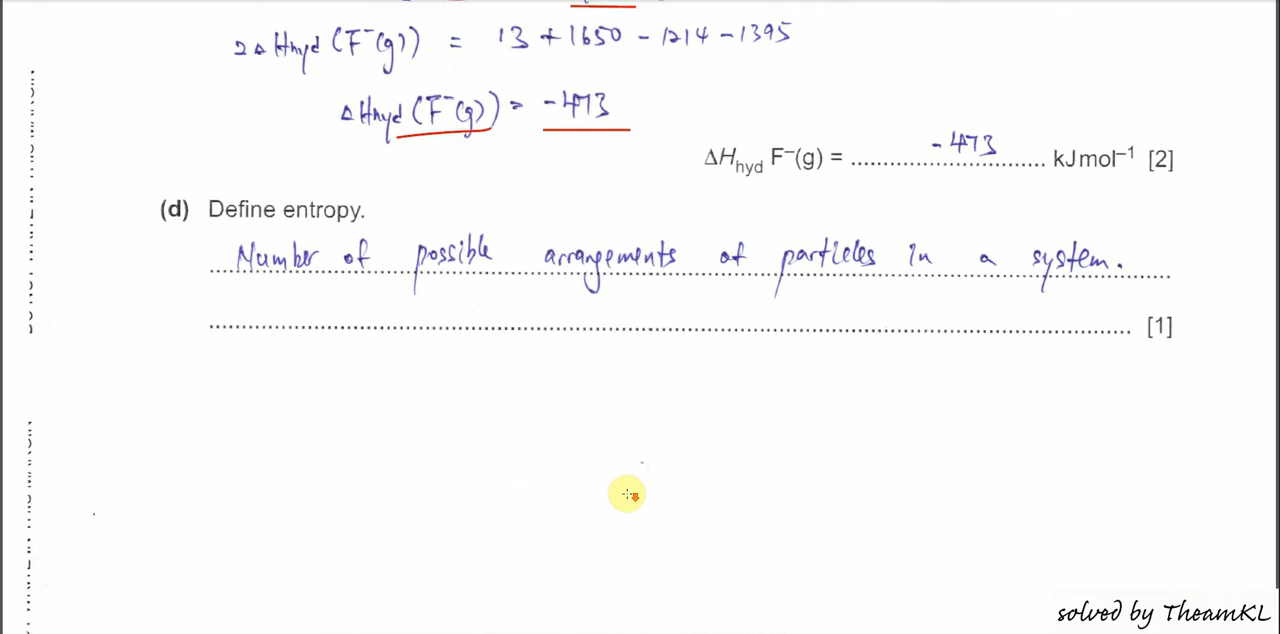 2ΔHhyd (F⁻(g)) = 13 + 1650 - 1214 - 1395
ΔHhyd (F⁻(g)) = -473
ΔHhyd F⁻(g) = ..... -473 ..... kJ mol⁻¹ [2]
(d) Define entropy.
Number of possible arrangements of particles in a system.
[1]
solved by TheamKL